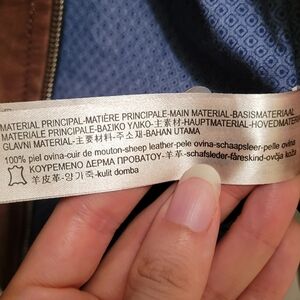 MATERIAL PRINCIPAL-MATIÈRE PRINCIPALE-MAIN MATERIAL-BASISMATERIAAL
MATERIALE PRINCIPALE-ΒΑΣΙΚΟ ΥΛΙΚΟ-主素材-HAUPTMATERIAL-HOVEDMATERIALE
GLAVNI MATERIAL-主要材料-주소재-BAHAN UTAMA
100% piel ovina-cuir de mouton-sheep leather-pele ovina-schaapsleer-pelle ovina
ΚΟΥΡΕΜΕΝΟ ΔΕΡΜΑ ΠΡΟΒΑΤΟΥ-羊革-schafsleder-fåreskind-ovčja koža
羊皮革-양가죽-kulit domba